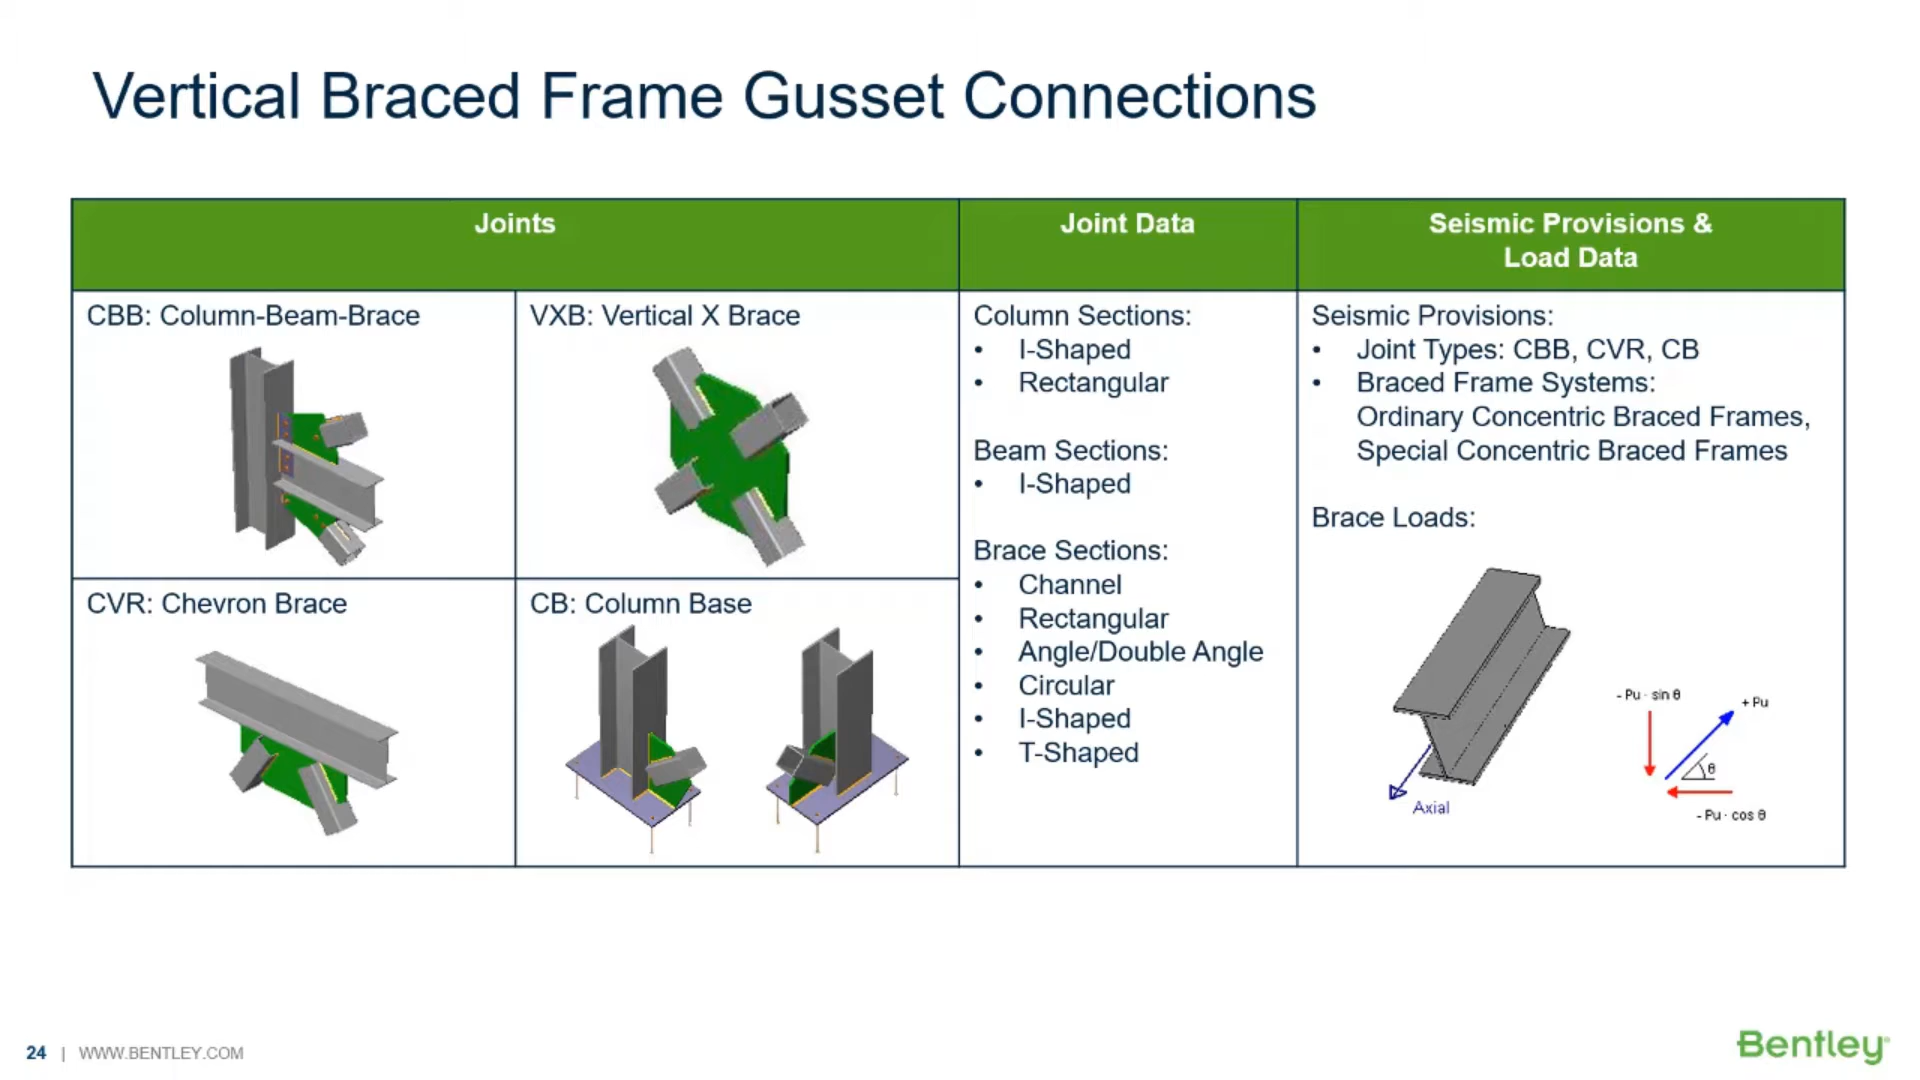 Vertical Braced Frame Gusset Connections
Joints
Joint Data
Seismic Provisions &
Load Data
CBB: Column-Beam-Brace
VXB: Vertical X Brace
CVR: Chevron Brace
CB: Column Base
Column Sections:
• I-Shaped
• Rectangular
Beam Sections:
• I-Shaped
Brace Sections:
• Channel
• Rectangular
• Angle/Double Angle
• Circular
• I-Shaped
• T-Shaped
Seismic Provisions:
• Joint Types: CBB, CVR, CB
• Braced Frame Systems:
Ordinary Concentric Braced Frames,
Special Concentric Braced Frames
Brace Loads:
Axial
- Pu · sin θ
+ Pu
θ
- Pu · cos θ
24 | WWW.BENTLEY.COM
Bentley